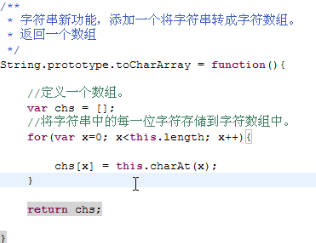 /**
 * 字符串新功能，添加一个将字符串转成字符数组。
 * 返回一个数组
 */
String.prototype.toCharArray = function(){
//定义一个数组。
var chs = [];
//将字符串中的每一位字符存储到字符数组中。
for(var x=0; x<this.length; x++){
chs[x] = this.charAt(x);
}
return chs;
}